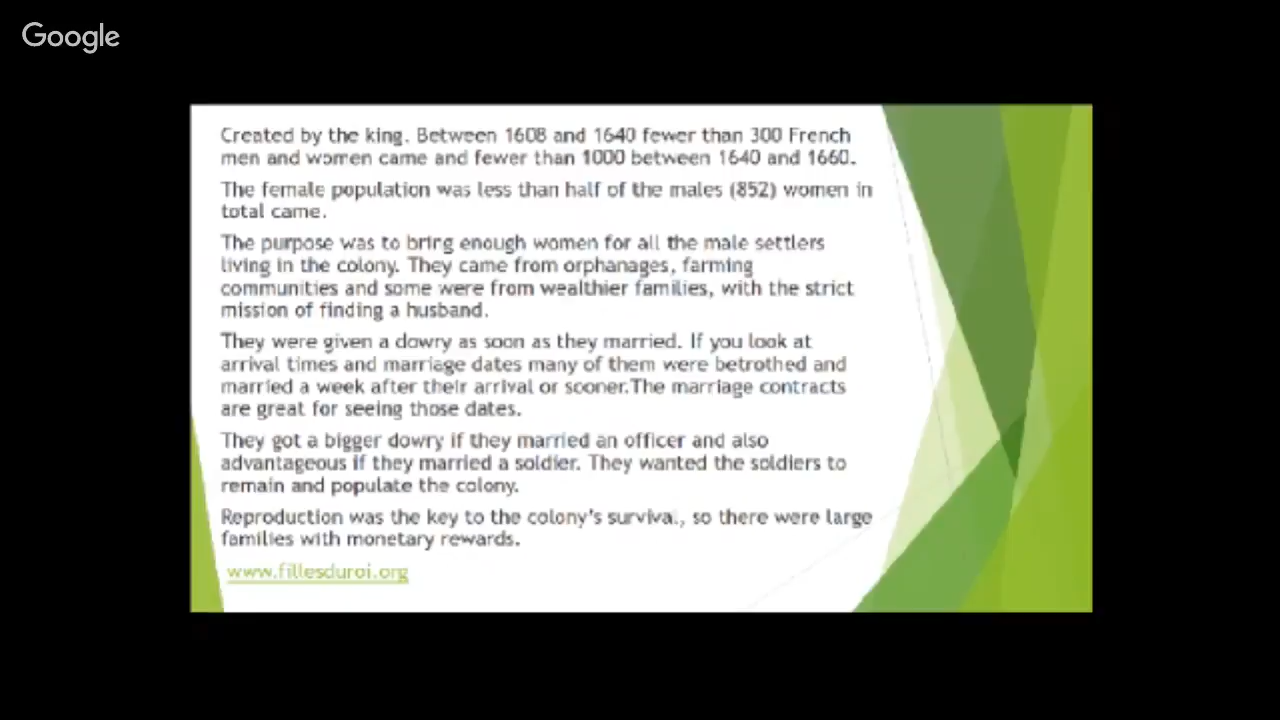 Google
Created by the king. Between 1608 and 1640 fewer than 300 French
men and women came and fewer than 1000 between 1640 and 1660.
The female population was less than half of the males (852) women in
total came.
The purpose was to bring enough women for all the male settlers
living in the colony. They came from orphanages, farming
communities and some were from wealthier families, with the strict
mission of finding a husband.
They were given a dowry as soon as they married. If you look at
arrival times and marriage dates many of them were betrothed and
married a week after their arrival or sooner.The marriage contracts
are great for seeing those dates.
They got a bigger dowry if they married an officer and also
advantageous if they married a soldier. They wanted the soldiers to
remain and populate the colony.
Reproduction was the key to the colony's survival, so there were large
families with monetary rewards.
www.fillesduroi.org